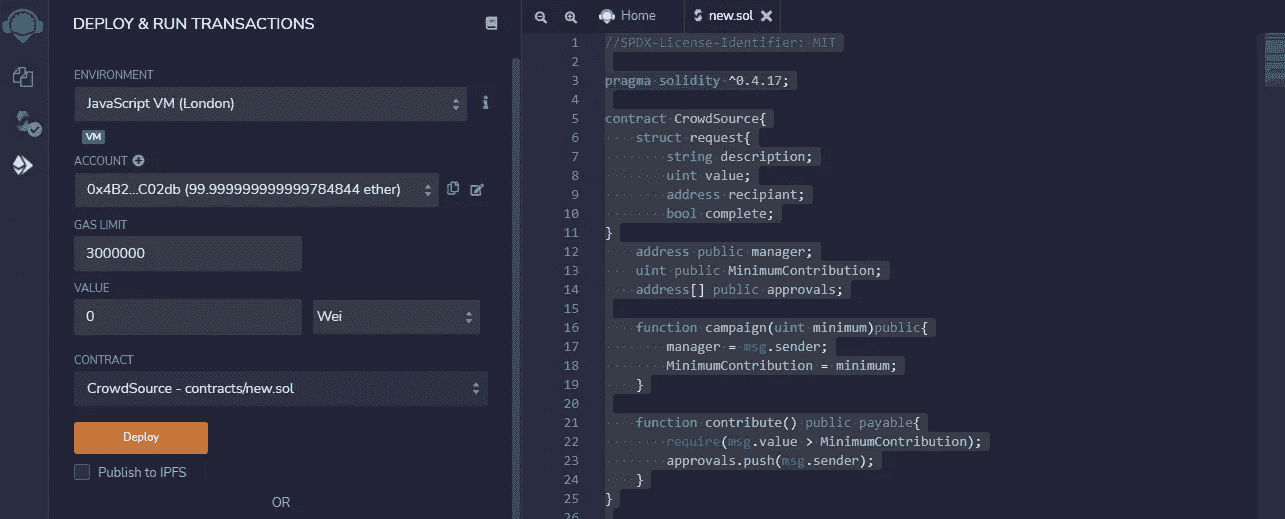 DEPLOY & RUN TRANSACTIONS
ENVIRONMENT
JavaScript VM (London)
VM
ACCOUNT
0x4B2...C02db (99.999999999999784844 ether)
GAS LIMIT
3000000
VALUE
0
Wei
CONTRACT
CrowdSource - contracts/new.sol
Deploy
Publish to IPFS
OR
Home
new.sol
1 //SPDX-License-Identifier: MIT
2
3 pragma solidity ^0.4.17;
4
5 contract CrowdSource{
6 struct request{
7 string description;
8 uint value;
9 address recipiant;
10 bool complete;
11 }
12 address public manager;
13 uint public MinimumContribution;
14 address[] public approvals;
15
16 function campaign(uint minimum)public{
17 manager = msg.sender;
18 MinimumContribution = minimum;
19 }
20
21 function contribute() public payable{
22 require(msg.value > MinimumContribution);
23 approvals.push(msg.sender);
24 }
25 }
26